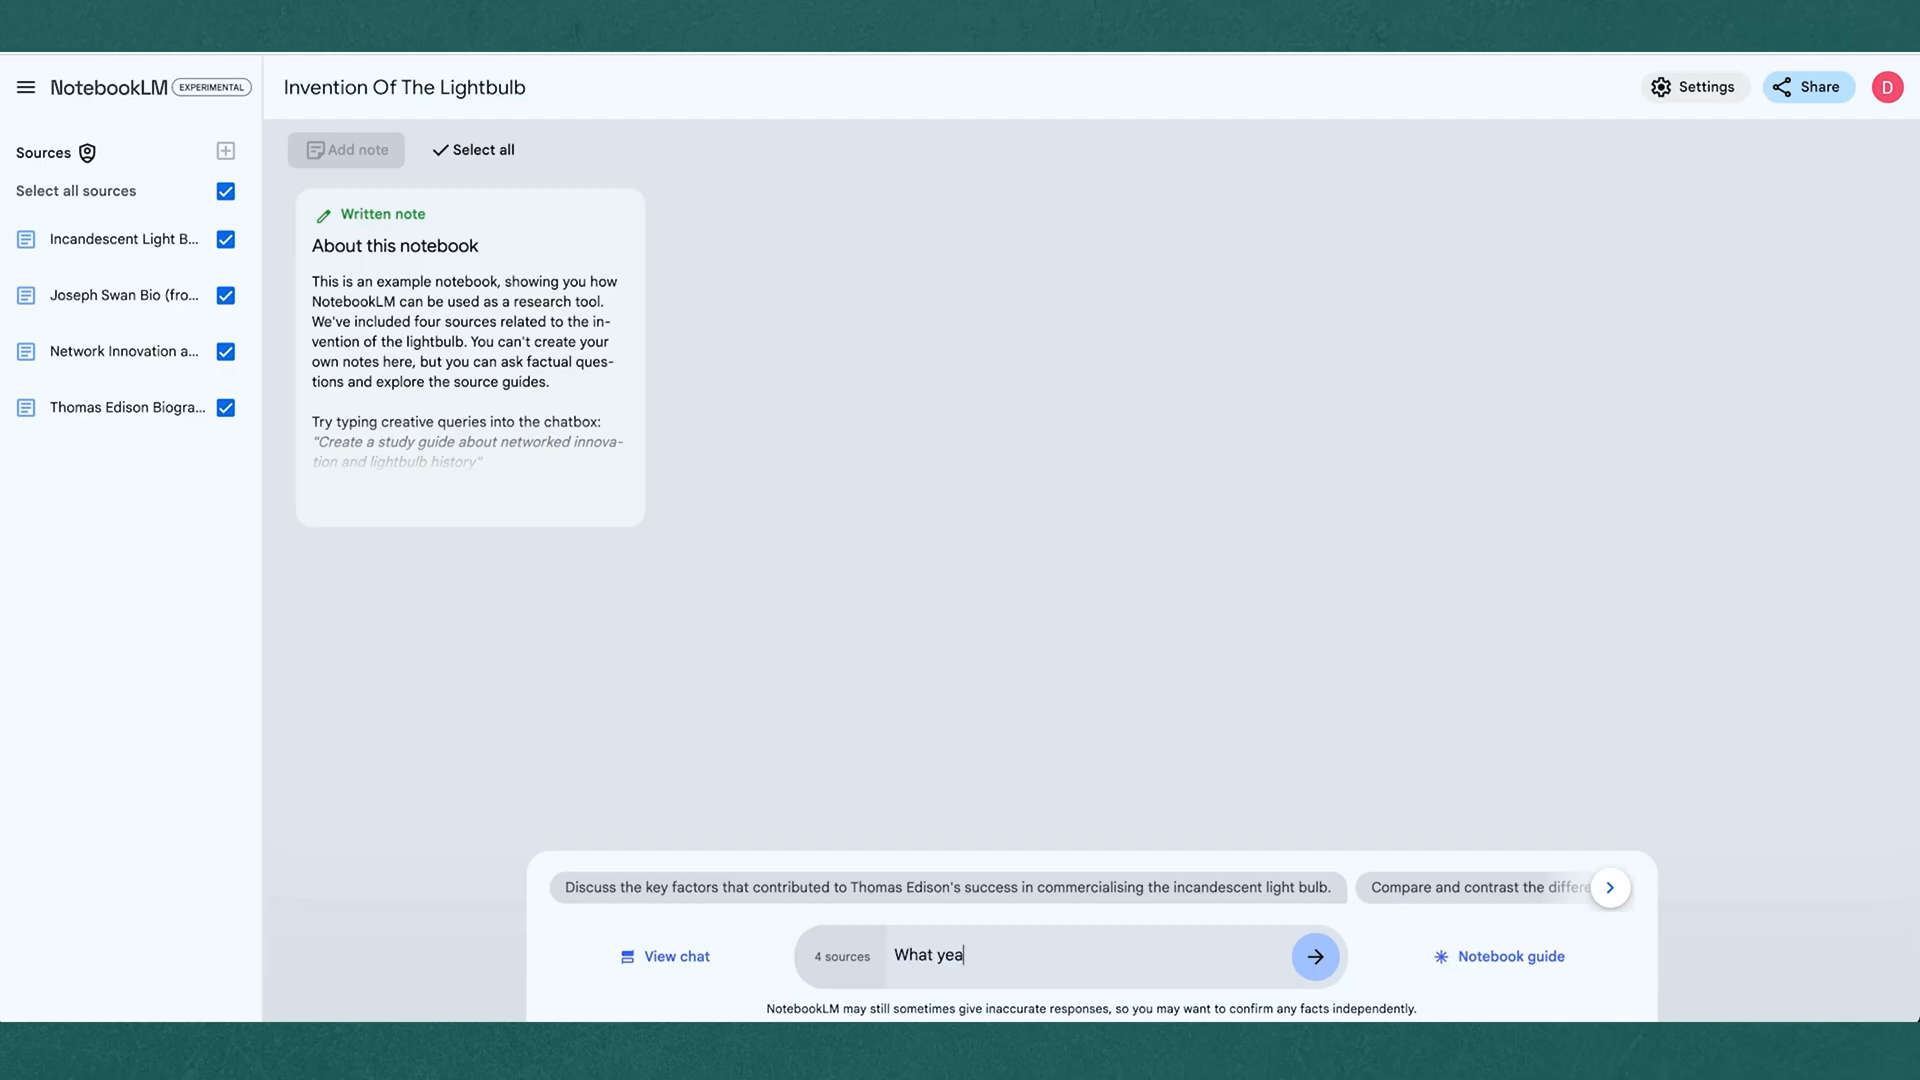 NotebookLM EXPERIMENTAL
Invention Of The Lightbulb
Settings
Share
D
Sources
Select all sources
Incandescent Light B...
Joseph Swan Bio (fro...
Network Innovation a...
Thomas Edison Biogra...
Add note
Select all
Written note
About this notebook
This is an example notebook, showing you how
NotebookLM can be used as a research tool.
We've included four sources related to the in-
vention of the lightbulb. You can't create your
own notes here, but you can ask factual ques-
tions and explore the source guides.
Try typing creative queries into the chatbox:
"Create a study guide about networked innova-
tion and lightbulb history"
Discuss the key factors that contributed to Thomas Edison's success in commercialising the incandescent light bulb.
Compare and contrast the differe
View chat
4 sources
What yea
Notebook guide
NotebookLM may still sometimes give inaccurate responses, so you may want to confirm any facts independently.